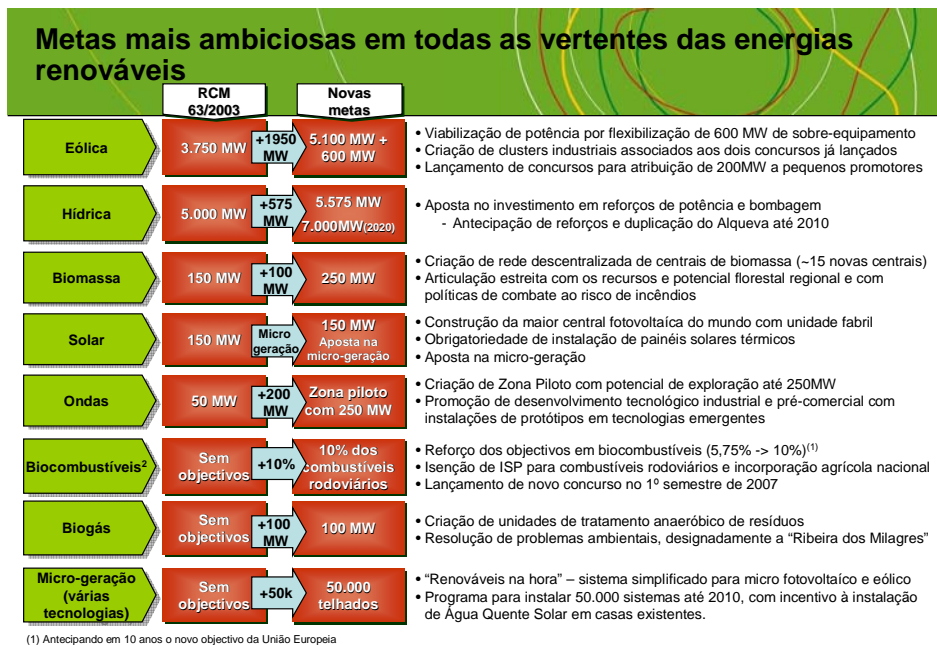 Metas mais ambiciosas em todas as vertentes das energias
renováveis
RCM
63/2003
Novas
metas
Eólica
3.750 MW
+1950
MW
5.100 MW +
600 MW
• Viabilização de potência por flexibilização de 600 MW de sobre-equipamento
• Criação de clusters industriais associados aos dois concursos já lançados
• Lançamento de concursos para atribuição de 200MW a pequenos promotores
Hídrica
5.000 MW
+575
MW
5.575 MW
7.000MW(2020)
• Aposta no investimento em reforços de potência e bombagem
- Antecipação de reforços e duplicação do Alqueva até 2010
Biomassa
150 MW
+100
MW
250 MW
• Criação de rede descentralizada de centrais de biomassa (~15 novas centrais)
• Articulação estreita com os recursos e potencial florestal regional e com
políticas de combate ao risco de incêndios
Solar
150 MW
Micro
geração
150 MW
Aposta na
micro-geração
• Construção da maior central fotovoltaíca do mundo com unidade fabril
• Obrigatoriedade de instalação de painéis solares térmicos
• Aposta na micro-geração
Ondas
50 MW
+200
MW
Zona piloto
com 250 MW
• Criação de Zona Piloto com potencial de exploração até 250MW
• Promoção de desenvolvimento tecnológico industrial e pré-comercial com
instalações de protótipos em tecnologias emergentes
Biocombustíveis²
Sem
objectivos
+10%
10% dos
combustíveis
rodoviários
• Reforço dos objectivos em biocombustíveis (5,75% -> 10%)(1)
• Isenção de ISP para combustíveis rodoviários e incorporação agrícola nacional
• Lançamento de novo concurso no 1º semestre de 2007
Biogás
Sem
objectivos
+100
MW
100 MW
• Criação de unidades de tratamento anaeróbico de resíduos
• Resolução de problemas ambientais, designadamente a “Ribeira dos Milagres”
Micro-geração
(várias
tecnologias)
Sem
objectivos
+50k
50.000
telhados
• “Renováveis na hora” – sistema simplificado para micro fotovoltaíco e eólico
• Programa para instalar 50.000 sistemas até 2010, com incentivo à instalação
de Água Quente Solar em casas existentes.
(1) Antecipando em 10 anos o novo objectivo da União Europeia